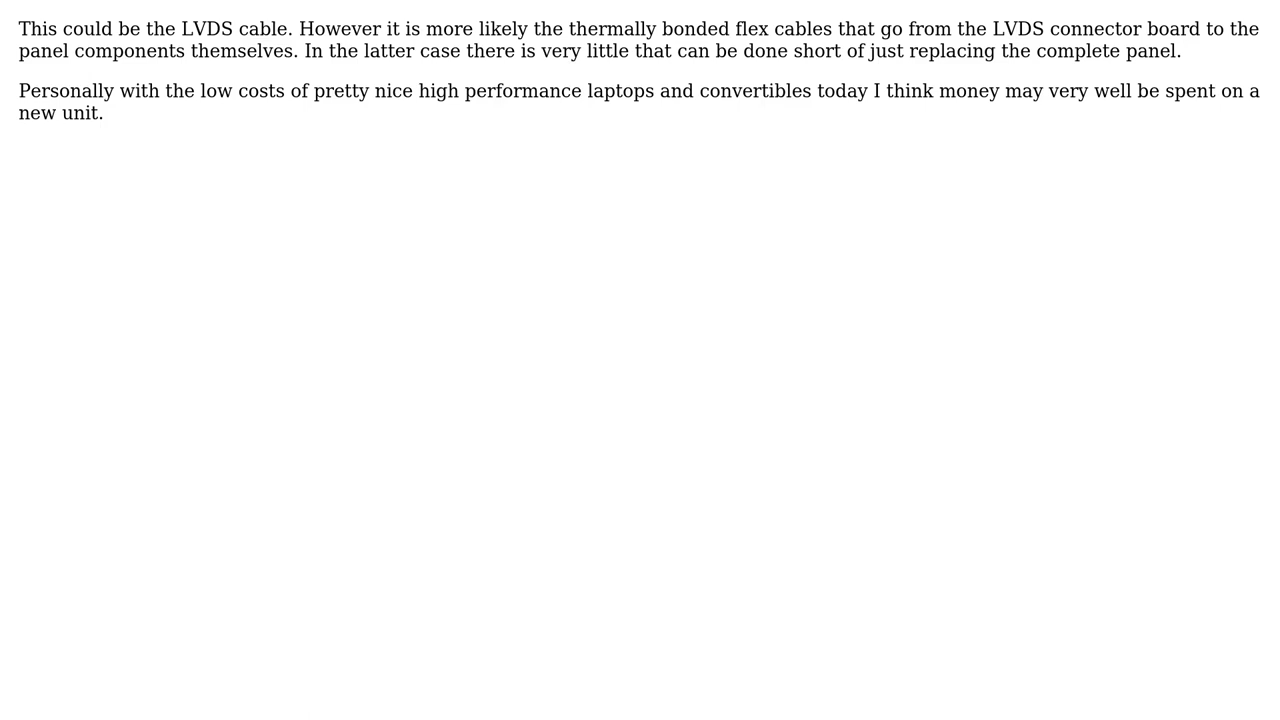 This could be the LVDS cable. However it is more likely the thermally bonded flex cables that go from the LVDS connector board to the
panel components themselves. In the latter case there is very little that can be done short of just replacing the complete panel.
Personally with the low costs of pretty nice high performance laptops and convertibles today I think money may very well be spent on a
new unit.